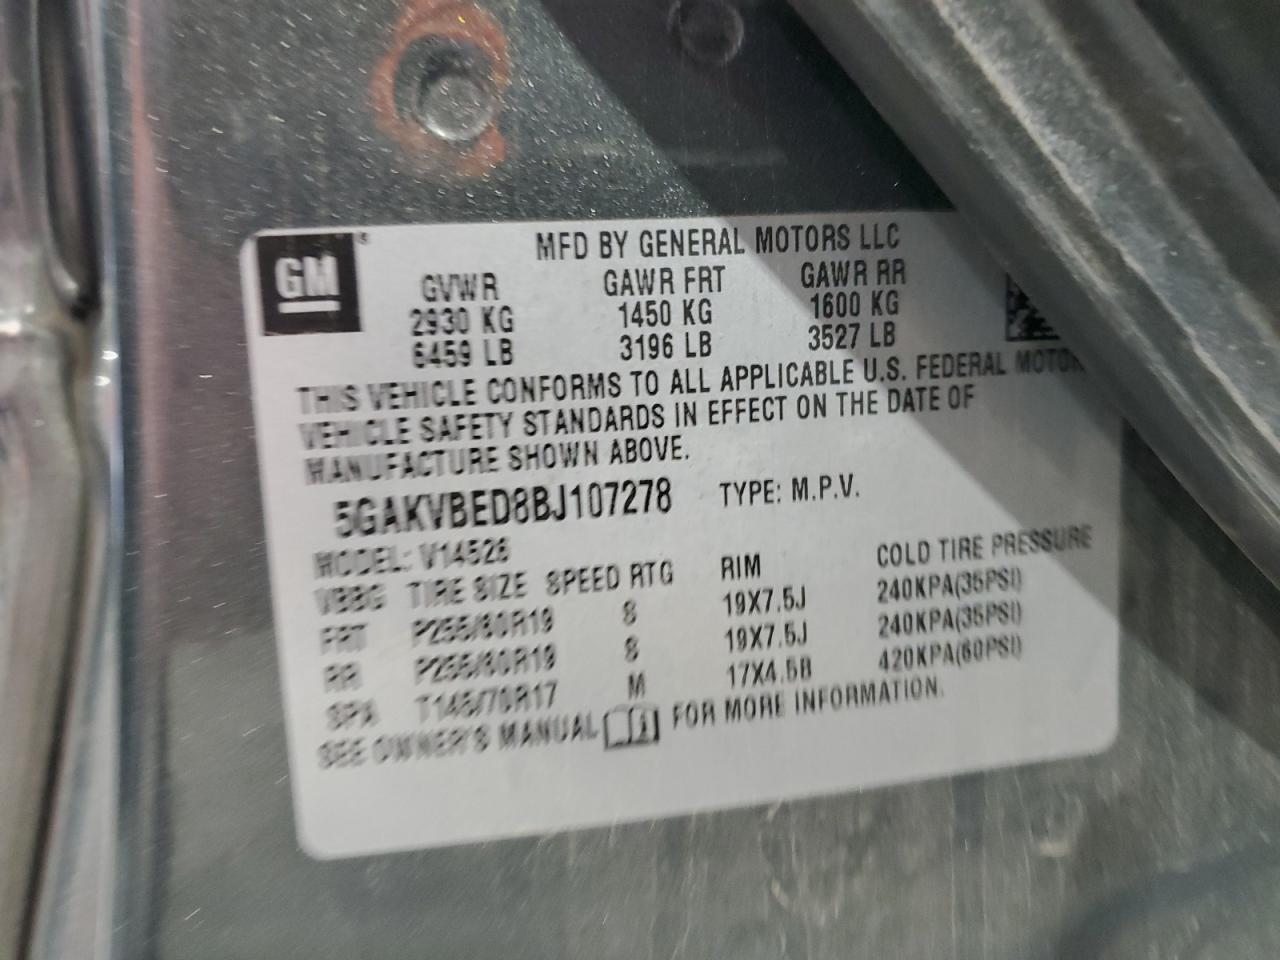 GM®
MFD BY GENERAL MOTORS LLC
GVWR GAWR FRT GAWR RR
2930 KG 1450 KG 1600 KG
6459 LB 3196 LB 3527 LB
THIS VEHICLE CONFORMS TO ALL APPLICABLE U.S. FEDERAL MOTOR
VEHICLE SAFETY STANDARDS IN EFFECT ON THE DATE OF
MANUFACTURE SHOWN ABOVE.
5GAKVBED8BJ107278 TYPE: M.P.V.
MODEL: V14526
VBBG TIRE SIZE SPEED RTG RIM COLD TIRE PRESSURE
FRT P255/60R19 S 19X7.5J 240KPA(35PSI)
RR P255/60R19 S 19X7.5J 240KPA(35PSI)
SPA T145/70R17 M 17X4.5B 420KPA(60PSI)
SEE OWNER'S MANUAL FOR MORE INFORMATION.